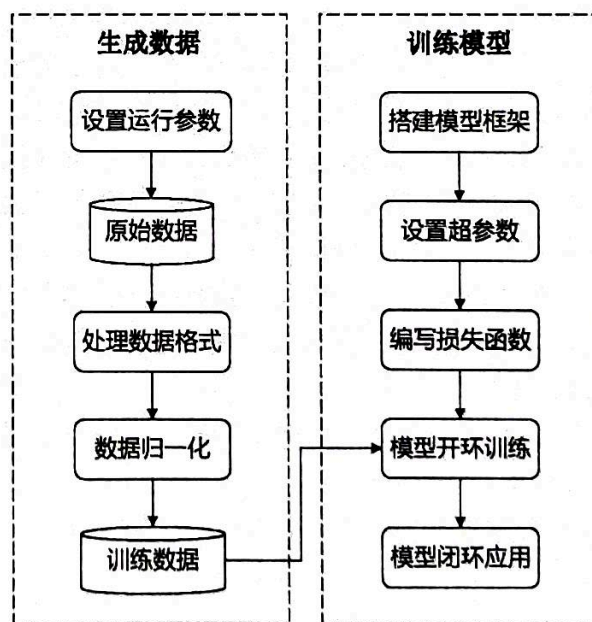 生成数据
设置运行参数
原始数据
处理数据格式
数据归一化
训练数据
训练模型
搭建模型框架
设置超参数
编写损失函数
模型开环训练
模型闭环应用